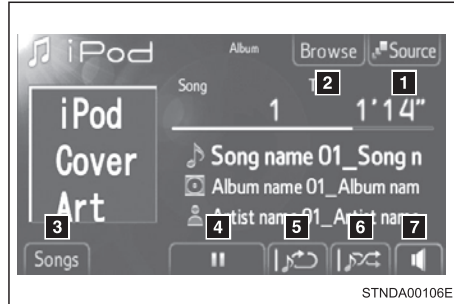 iPod
Album
Browse
Source
Song
1
1'14"
iPod
Cover
Art
Song name 01_Song n
Album name 01_Album nam
Artist name 01_Artist name
1
2
3
4
5
6
7
Songs
STNDA00106E